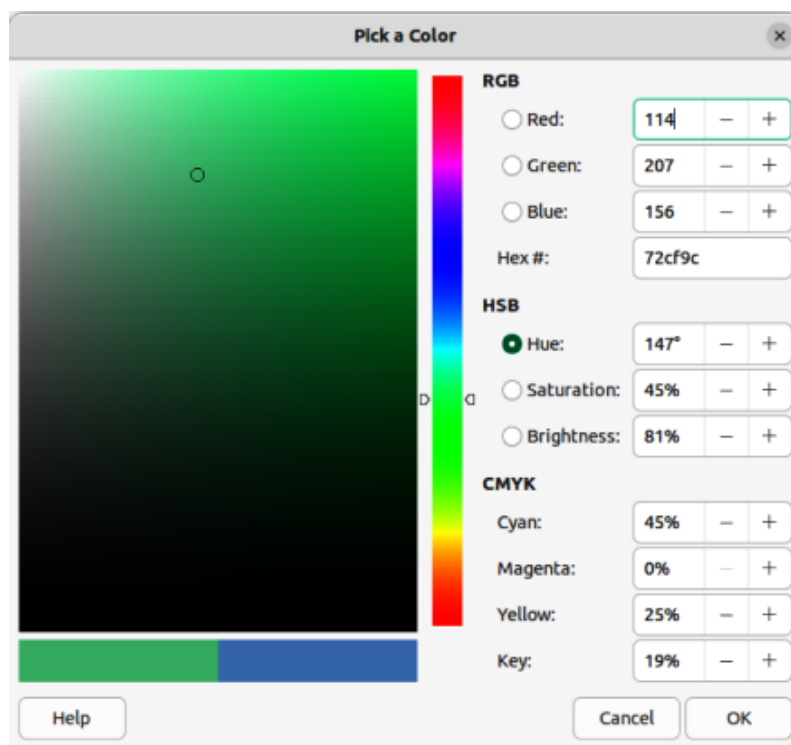 Pick a Color
RGB
Red: 114
Green: 207
Blue: 156
Hex #: 72cf9c
HSB
Hue: 147°
Saturation: 45%
Brightness: 81%
CMYK
Cyan: 45%
Magenta: 0%
Yellow: 25%
Key: 19%
Help Cancel OK